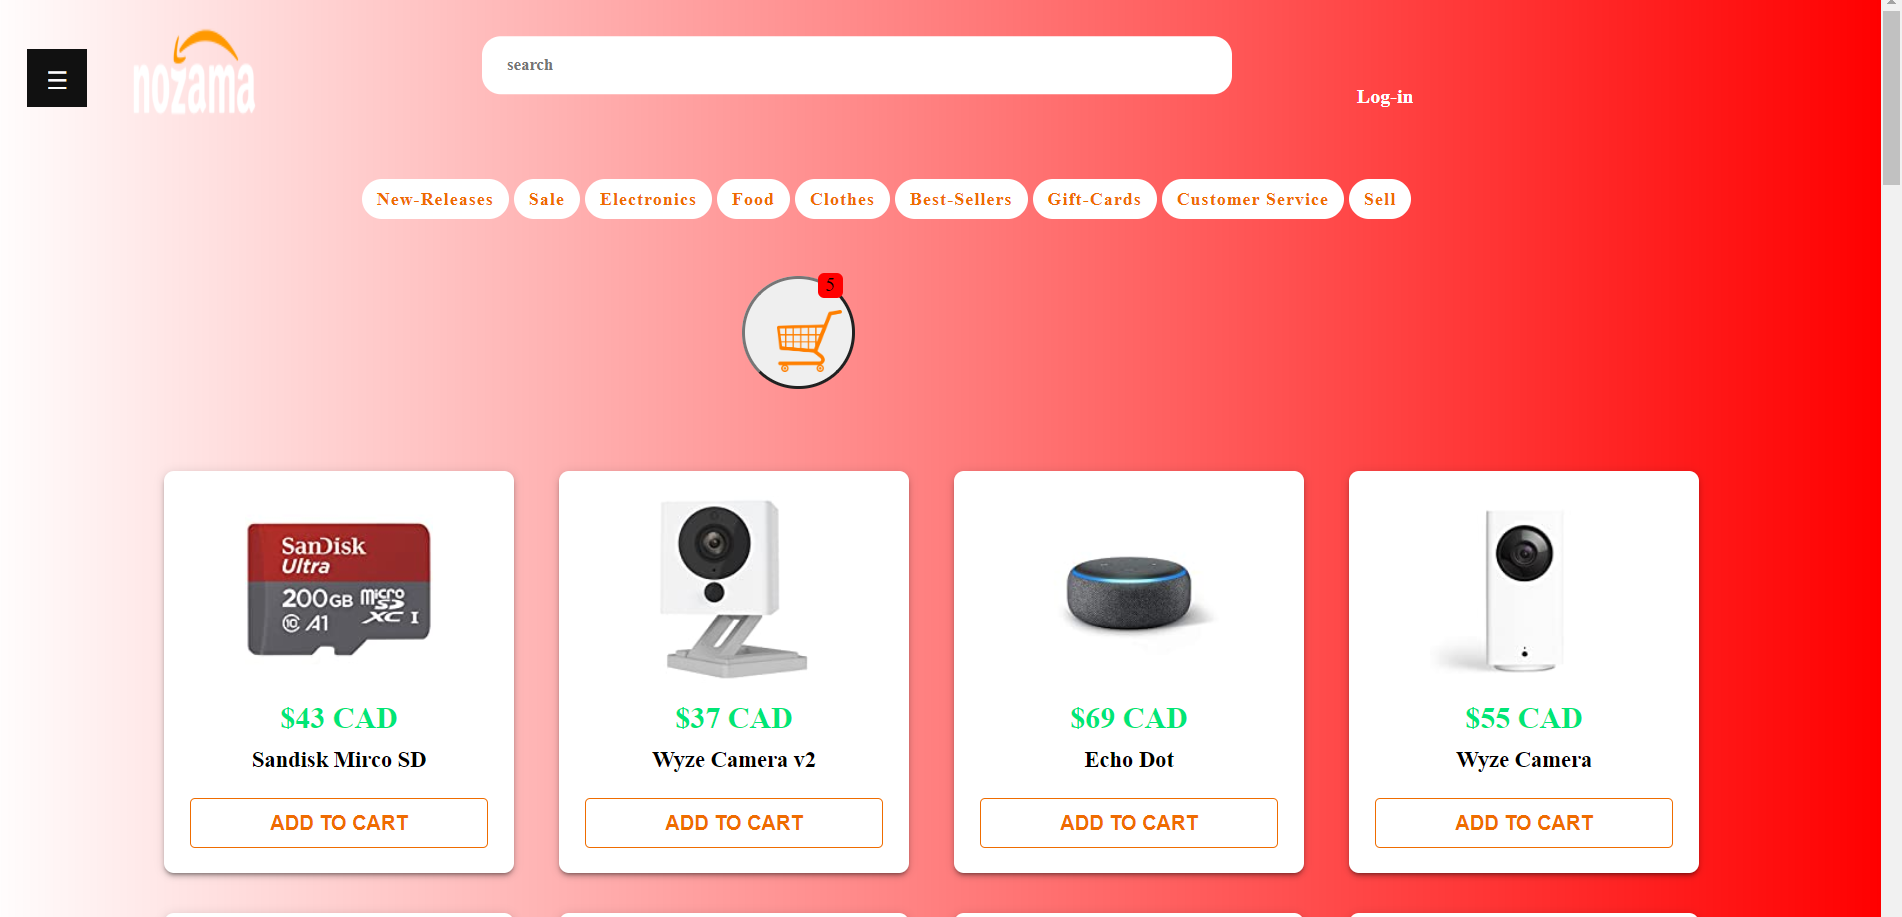 ☰
nozama
search
Log-in
New-Releases Sale Electronics Food Clothes Best-Sellers Gift-Cards Customer Service Sell
5
SanDisk
Ultra
200GB micro SD XC I
10 A1
$43 CAD
Sandisk Mirco SD
ADD TO CART
$37 CAD
Wyze Camera v2
ADD TO CART
$69 CAD
Echo Dot
ADD TO CART
$55 CAD
Wyze Camera
ADD TO CART